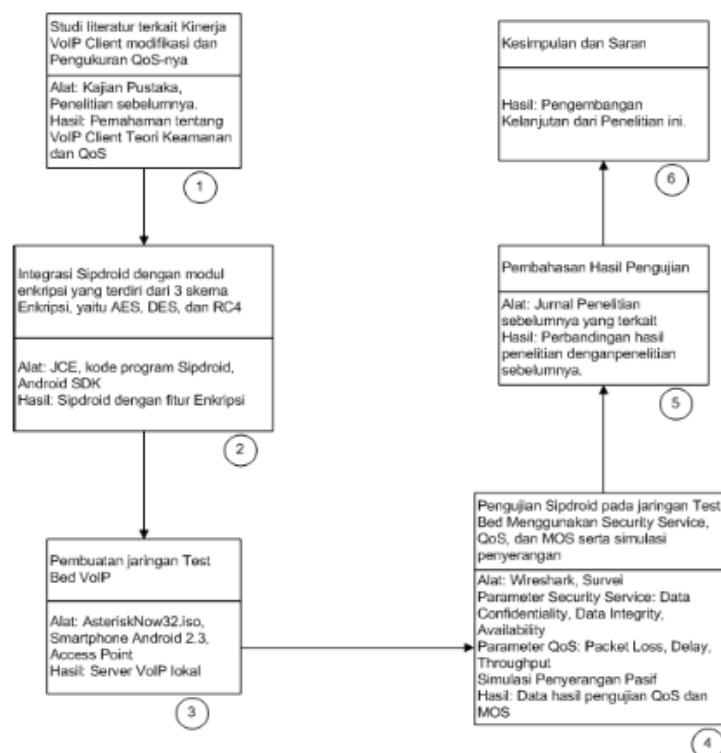 Studi literatur terkait Kinerja
VoIP Client modifikasi dan
Pengukuran QoS-nya
Alat: Kajian Pustaka,
Penelitian sebelumnya.
Hasil: Pemahaman tentang
VoIP Client Teori Keamanan
dan QoS
1
Integrasi Sipdroid dengan modul
enkripsi yang terdiri dari 3 skema
Enkripsi, yaitu AES, DES, dan RC4
Alat: JCE, kode program Sipdroid,
Android SDK
Hasil: Sipdroid dengan fitur Enkripsi
2
Pembuatan jaringan Test
Bed VoIP
Alat: AsteriskNow32.iso,
Smartphone Android 2.3,
Access Point
Hasil: Server VoIP lokal
3
Pengujian Sipdroid pada jaringan Test
Bed Menggunakan Security Service,
QoS, dan MOS serta simulasi
penyerangan
Alat: Wireshark, Survei
Parameter Security Service: Data
Confidentiality, Data Integrity,
Availability
Parameter QoS: Packet Loss, Delay,
Throughput
Simulasi Penyerangan Pasif
Hasil: Data hasil pengujian QoS dan
MOS
4
Pembahasan Hasil Pengujian
Alat: Jurnal Penelitian
sebelumnya yang terkait
Hasil: Perbandingan hasil
penelitian denganpenelitian
sebelumnya.
5
Kesimpulan dan Saran
Hasil: Pengembangan
Kelanjutan dari Penelitian ini.
6